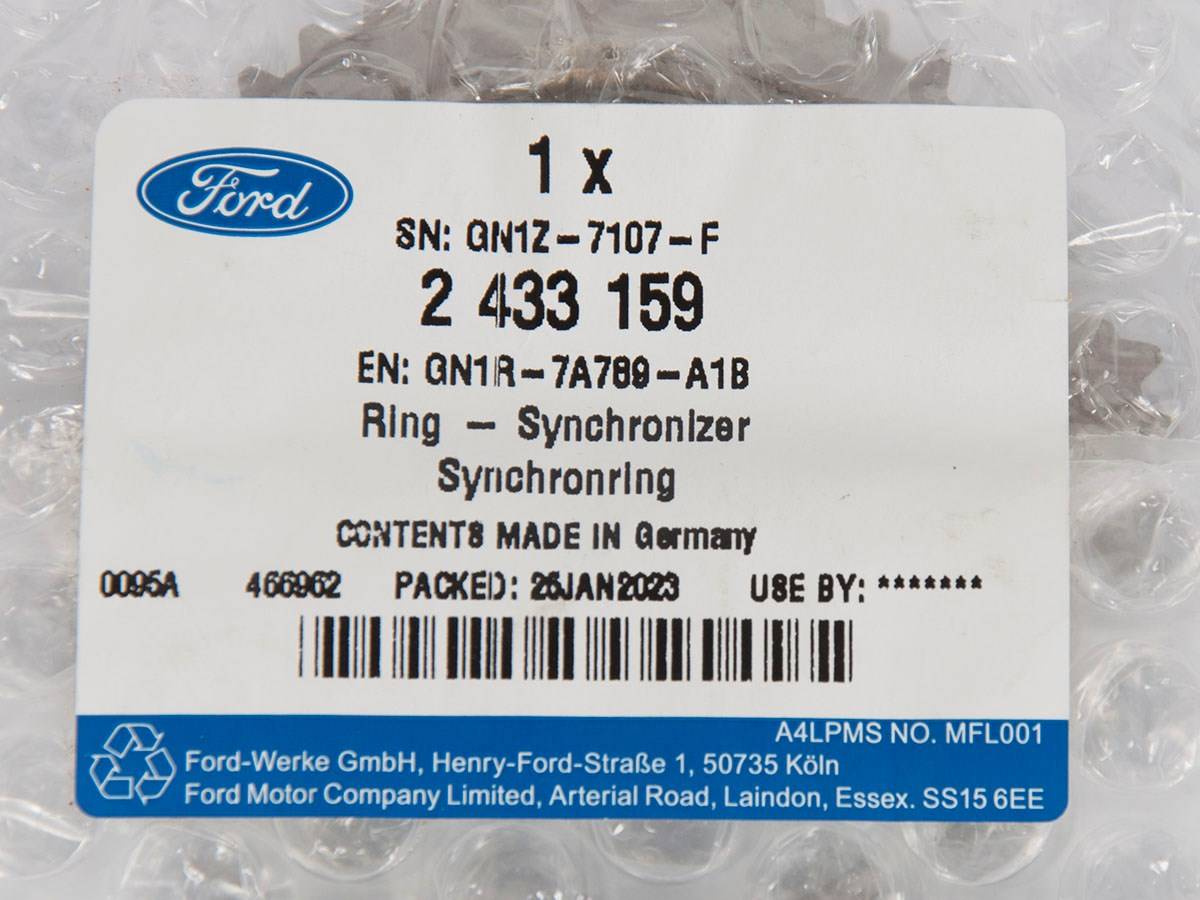 Ford
1 x
SN: GN1Z-7107-F
2 433 159
EN: GN1R-7A789-A1B
Ring - Synchronizer
Synchronring
CONTENTS MADE IN Germany
0095A 466962 PACKED: 25JAN2023 USE BY: *******
A4LPMS NO. MFL001
Ford-Werke GmbH, Henry-Ford-Straße 1, 50735 Köln
Ford Motor Company Limited, Arterial Road, Laindon, Essex. SS15 6EE